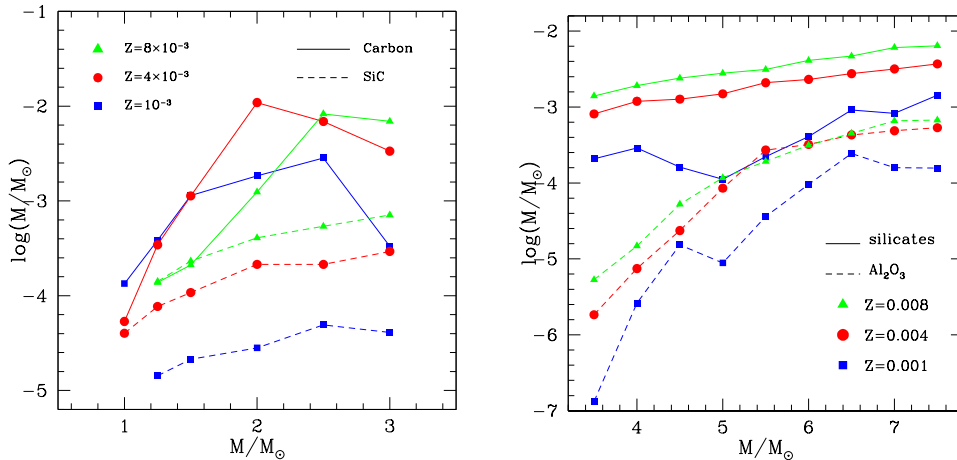 -1
-2
-3
-4
-5
log(M/M☉)
Z=8×10⁻³
Z=4×10⁻³
Z=10⁻³
Carbon
SiC
1
2
3
M/M☉
-2
-3
-4
-5
-6
-7
log(M/M☉)
silicates
Al₂O₃
Z=0.008
Z=0.004
Z=0.001
4
5
6
7
M/M☉